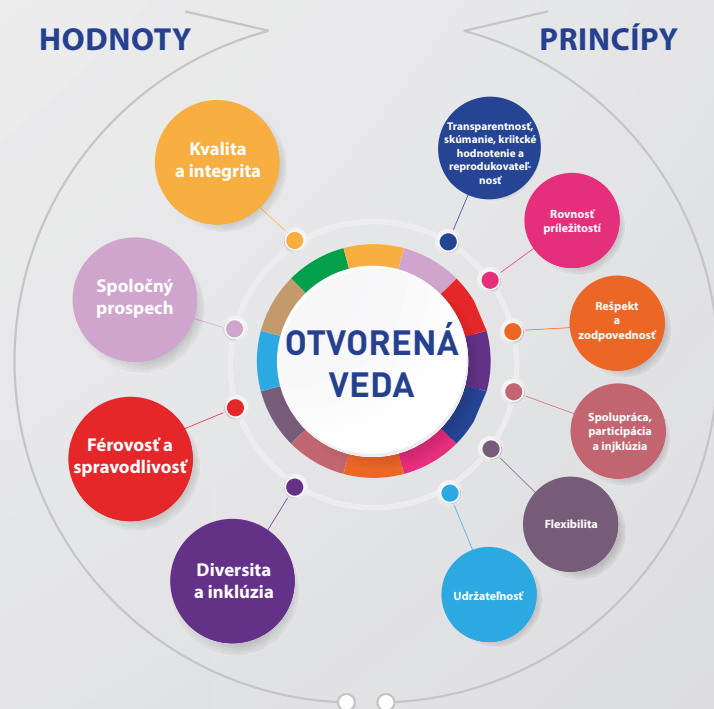 HODNOTY
PRINCÍPY
Kvalita
a integrita
Spoločný
prospech
Férovosť a
spravodlivosť
Diversita
a inklúzia
OTVORENÁ
VEDA
Transparentnosť,
skúmanie, kriitcké
hodnotenie a
reprodukovateľ-
nosť
Rovnosť
príležitostí
Rešpekt
a
zodpovednosť
Spolupráca,
participácia
a injklúzia
Flexibilita
Udržateľnosť